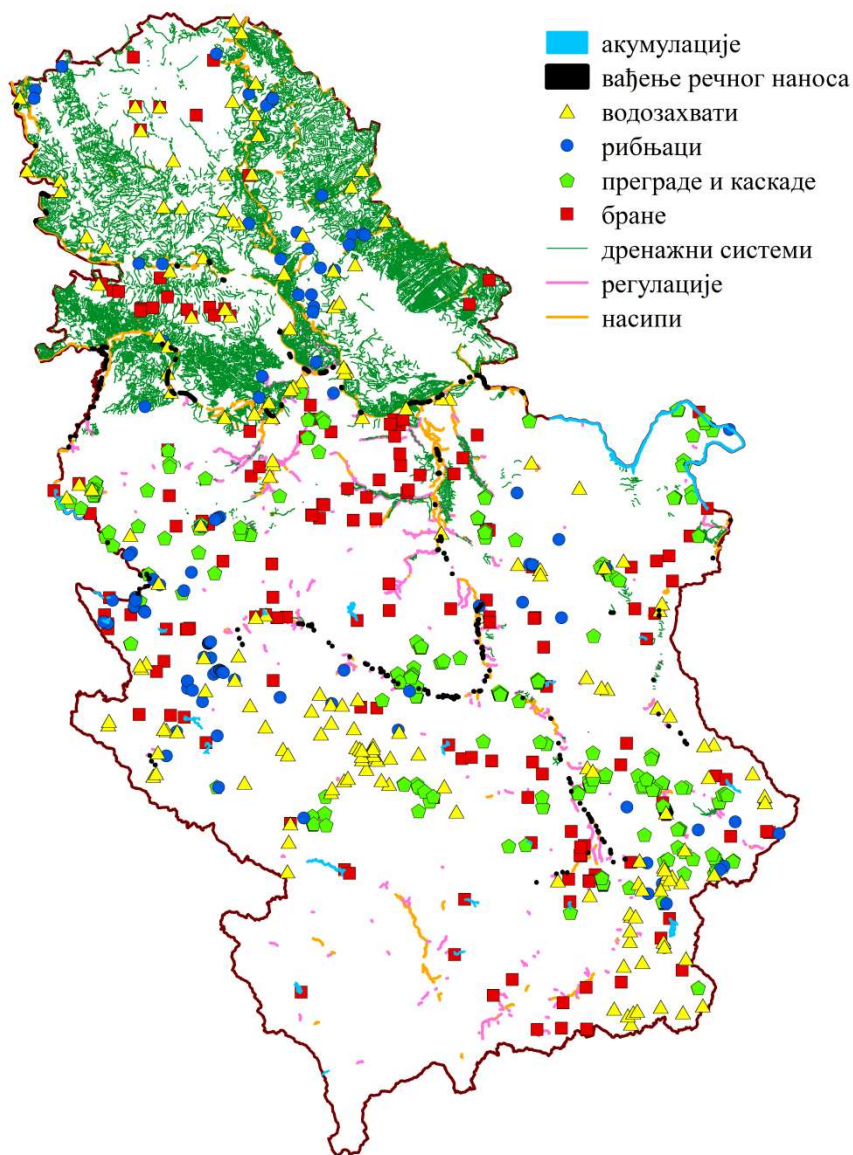 акумулације
вађење речног наноса
водозахвати
рибњаци
преграде и каскаде
бране
дренажни системи
регулације
насипи